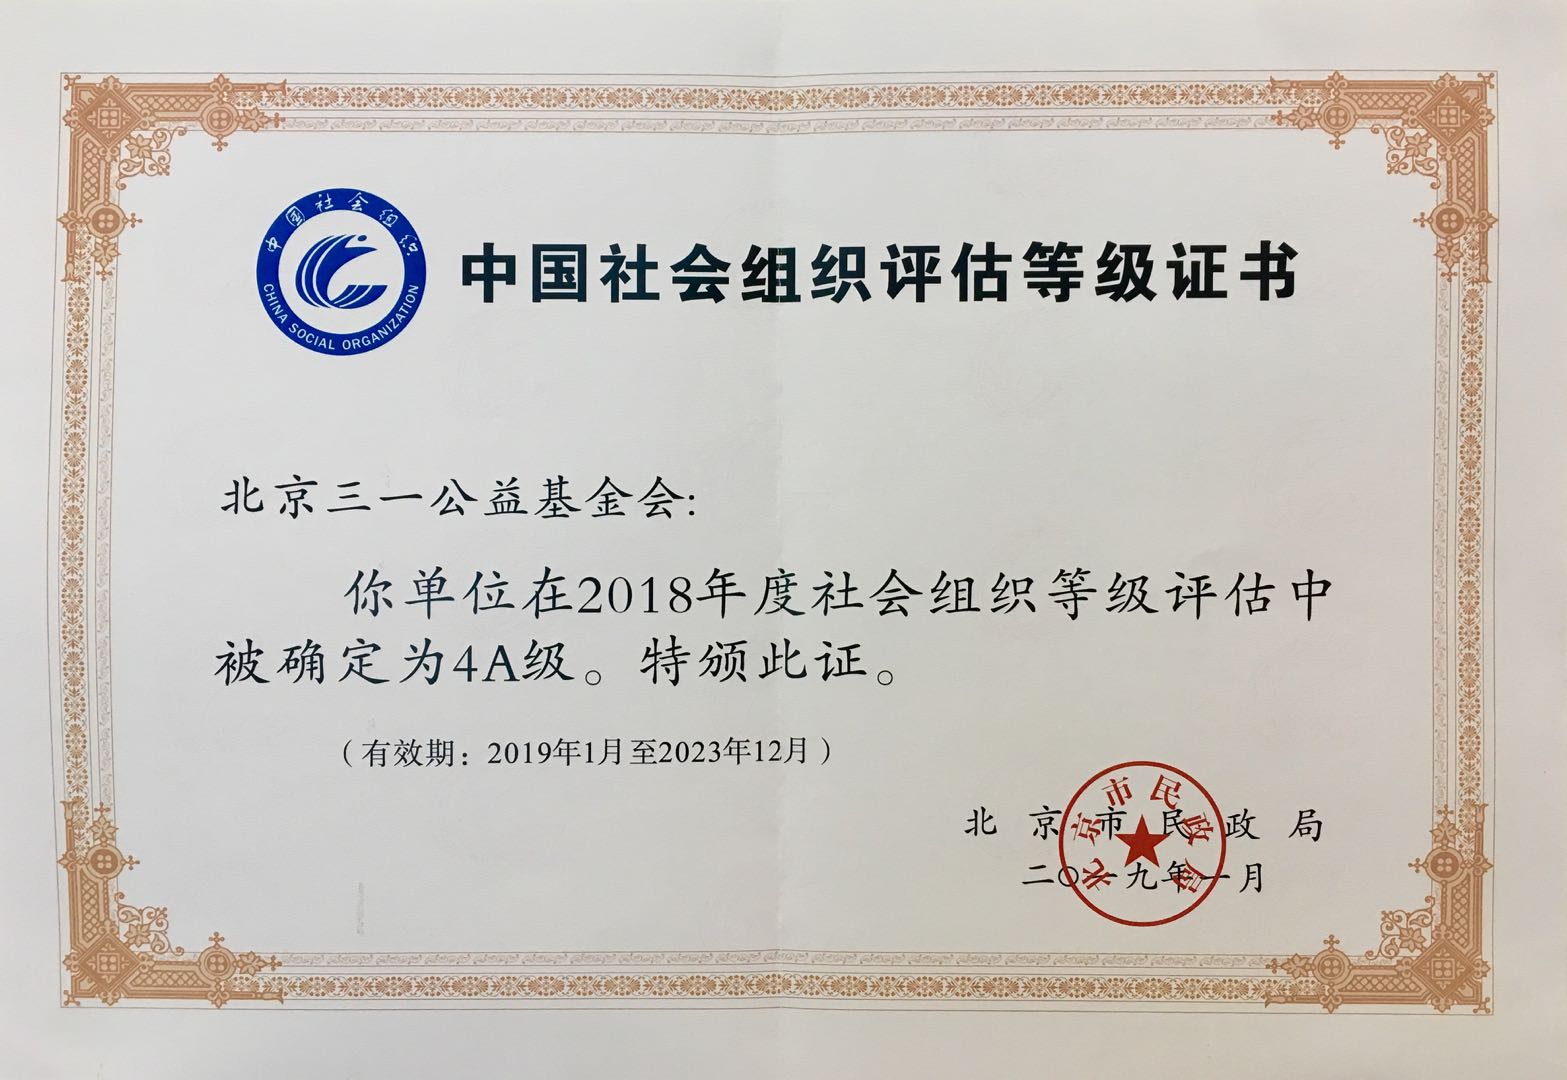 中国社会组织
CHINA SOCIAL ORGANIZATION
中国社会组织评估等级证书
北京三一公益基金会:
你单位在2018年度社会组织等级评估中
被确定为4A级。特颁此证。
（有效期：2019年1月至2023年12月）
北京市民政局
二〇一九年一月
北京市民政局